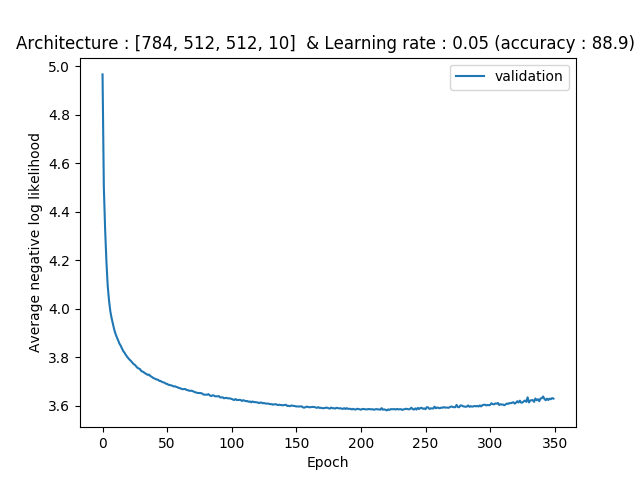 Architecture : [784, 512, 512, 10]  & Learning rate : 0.05 (accuracy : 88.9)
validation
Average negative log likelihood
5.0
4.8
4.6
4.4
4.2
4.0
3.8
3.6
0 50 100 150 200 250 300 350
Epoch